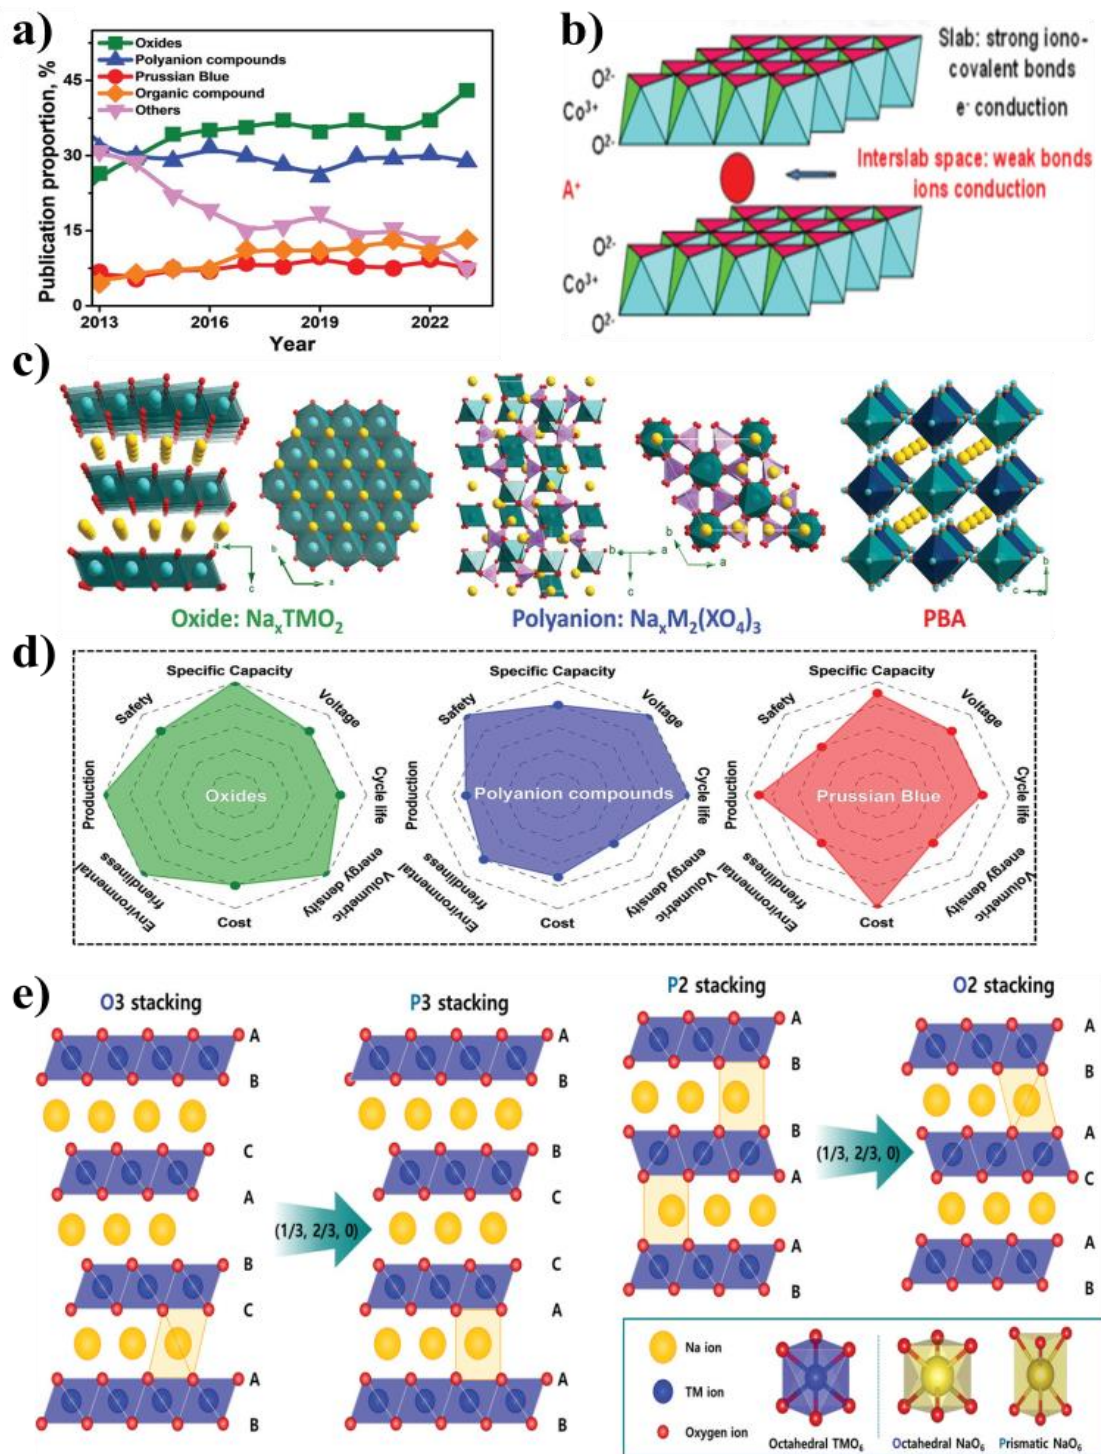 a)
Oxides
Polyanion compounds
Prussian Blue
Organic compound
Others
Publication proportion, %
45
30
15
0
2013
2016
2019
2022
Year
b)
Slab: strong iono-
covalent bonds
e- conduction
O²⁻
Co³⁺
O²⁻
A⁺
Interslab space: weak bonds
ions conduction
O²⁻
Co³⁺
O²⁻
c)
a
c
b
a
b
a
c
b
a
b
c
a
Oxide: NaₓTMO₂
Polyanion: NaₓM₂(XO₄)₃
PBA
d)
Specific Capacity
Voltage
Cycle life
Volumetric
energy density
Cost
Environmental
friendliness
Production
Safety
Oxides
Specific Capacity
Voltage
Cycle life
Volumetric
energy density
Cost
Environmental
friendliness
Production
Safety
Polyanion compounds
Specific Capacity
Voltage
Cycle life
Volumetric
energy density
Cost
Environmental
friendliness
Production
Safety
Prussian Blue
e)
O3 stacking
A
B
C
A
B
C
A
B
(1/3, 2/3, 0)
P3 stacking
A
B
B
C
C
A
A
B
P2 stacking
A
B
B
A
A
B
(1/3, 2/3, 0)
O2 stacking
A
B
A
C
A
B
Na ion
TM ion
Oxygen ion
Octahedral TMO₆
Octahedral NaO₆
Prismatic NaO₆